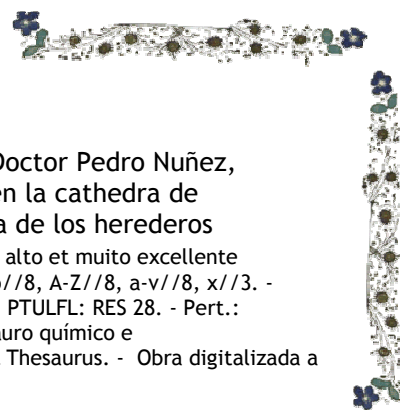 Doctor Pedro Nuñez,
en la cathedra de
a de los herederos
alto et muito excellente
//8, A-Z//8, a-v//8, x//3. -
PTULFL: RES 28. - Pert.:
auro químico e
Thesaurus. - Obra digitalizada a